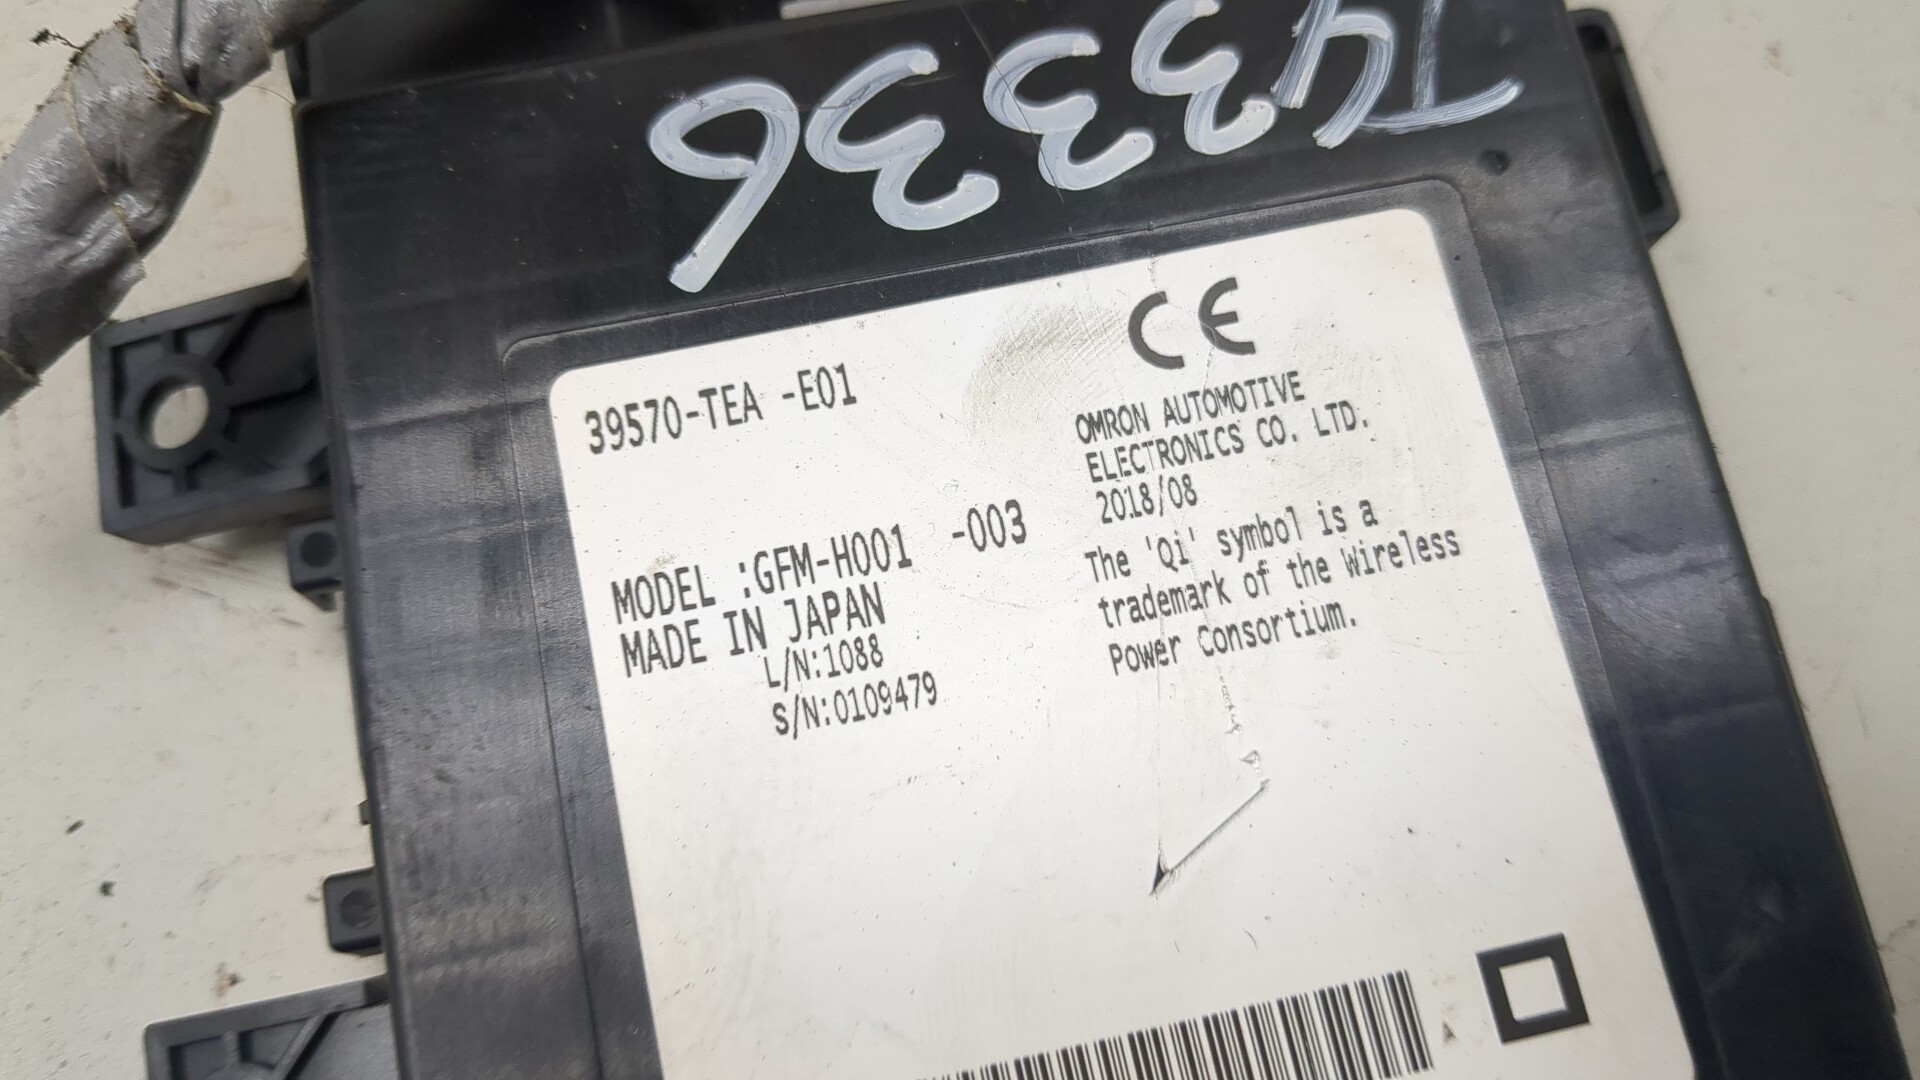 T43336
CE
39570-TEA -E01
OMRON AUTOMOTIVE
ELECTRONICS CO. LTD.
2018/08
MODEL :GFM-H001 -003
MADE IN JAPAN
L/N:1088
S/N:0109479
The 'Qi' symbol is a
trademark of the Wireless
Power Consortium.